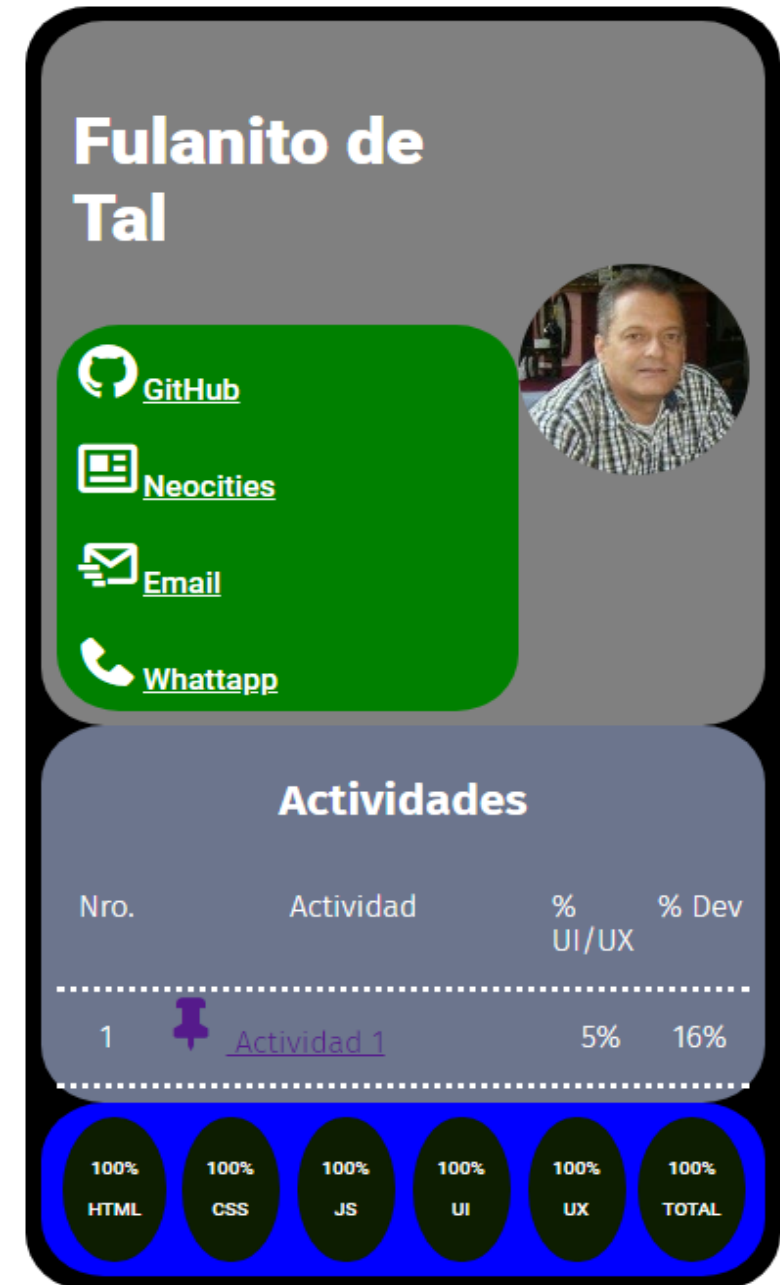 Fulanito de
Tal
GitHub
Neocities
Email
Whattapp
Actividades
Nro. Actividad % UI/UX % Dev
1 Actividad 1 5% 16%
100% 100% 100% 100% 100% 100%
HTML CSS JS UI UX TOTAL